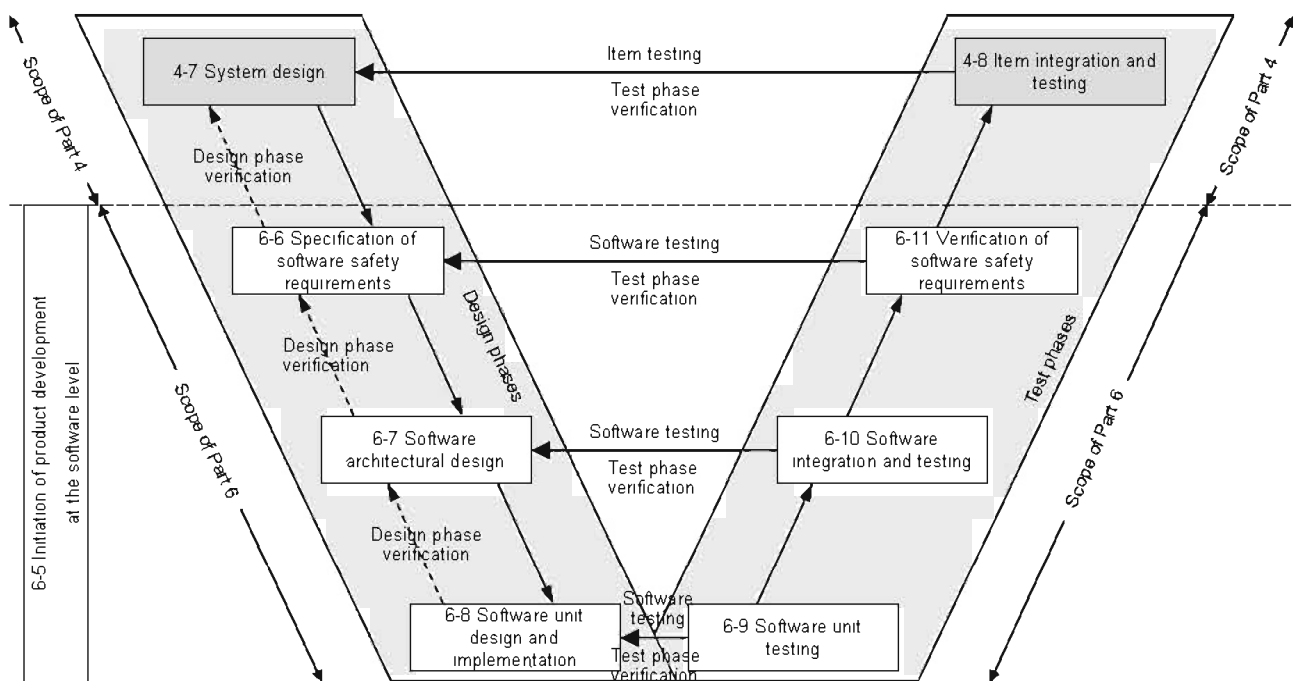 Scope of Part 4
4-7 System design
Item testing
Test phase
verification
4-8 Item integration and
testing
Scope of Part 4
Design phase
verification
6-6 Specification of
software safety
requirements
Software testing
Test phase
verification
6-11 Verification of
software safety
requirements
Design phases
Test phases
Design phase
verification
6-5 Initiation of product development
at the software level
Scope of Part 6
6-7 Software
architectural design
Software testing
Test phase
verification
6-10 Software
integration and testing
Scope of Part 6
Design phase
verification
6-8 Software unit
design and
implementation
Software
testing
Test phase
verification
6-9 Software unit
testing